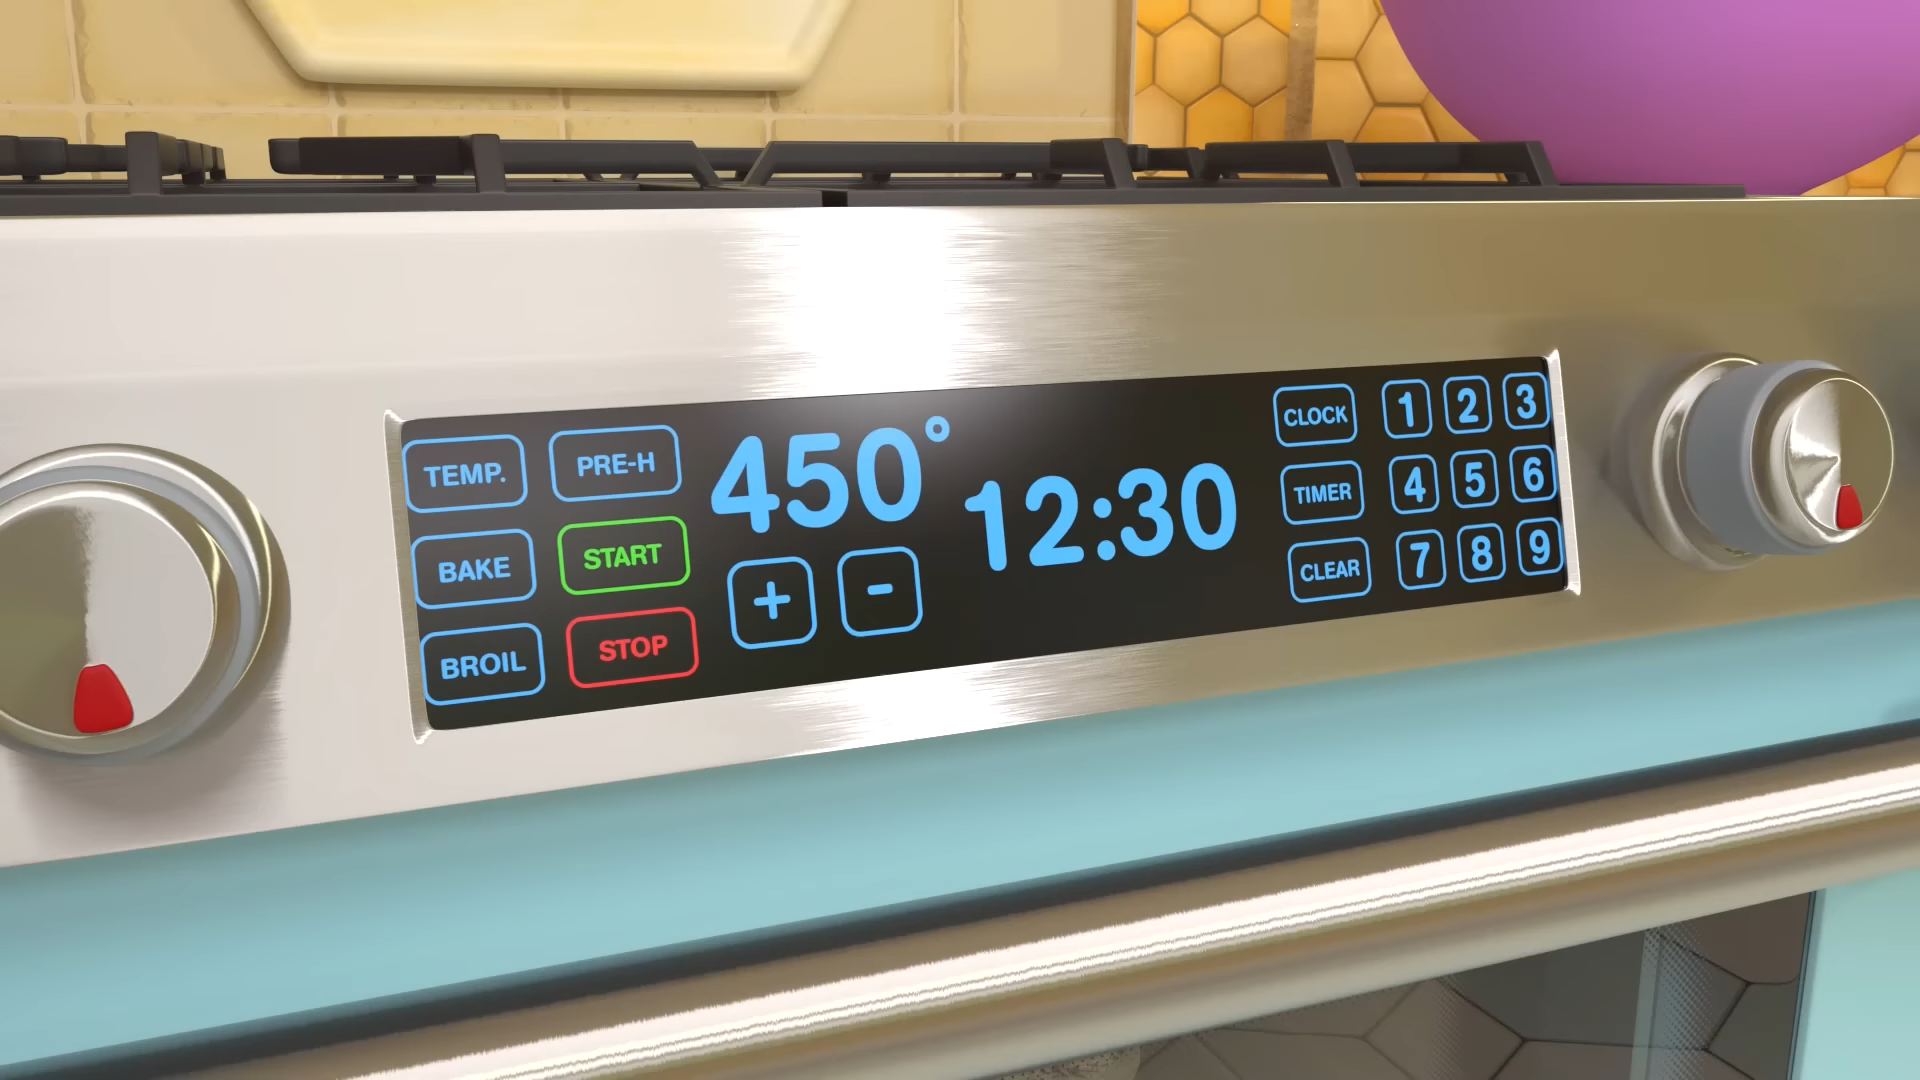 TEMP.
PRE-H
BAKE
START
BROIL
STOP
450°
+
-
12:30
CLOCK
1 2 3
TIMER
4 5 6
CLEAR
7 8 9